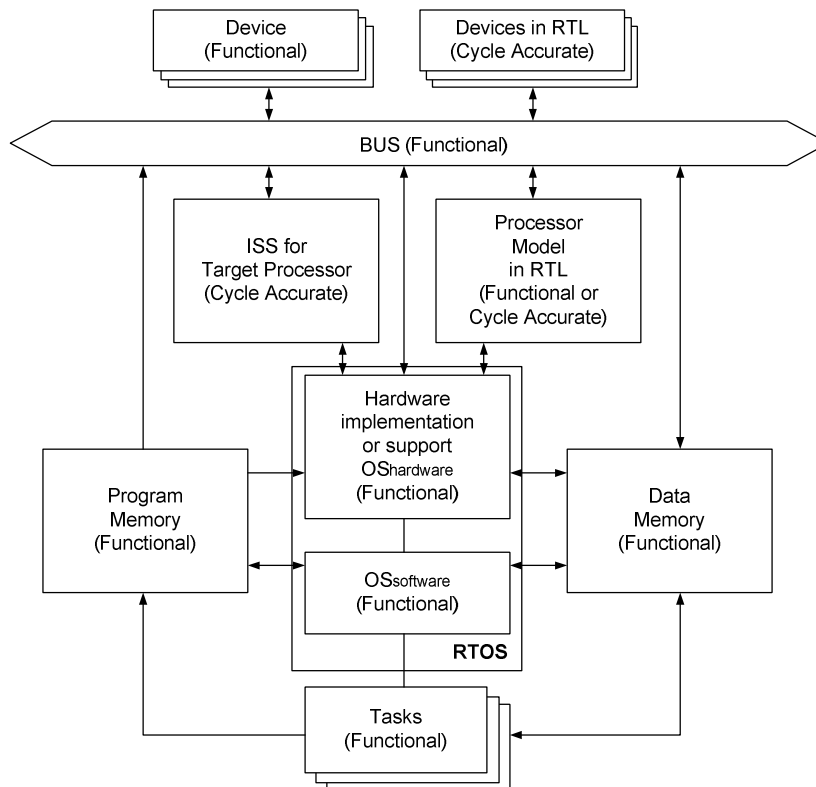 Device
(Functional)
Devices in RTL
(Cycle Accurate)
BUS (Functional)
ISS for
Target Processor
(Cycle Accurate)
Processor
Model
in RTL
(Functional or
Cycle Accurate)
Hardware
implementation
or support
OShardware
(Functional)
Program
Memory
(Functional)
Data
Memory
(Functional)
OSsoftware
(Functional)
RTOS
Tasks
(Functional)